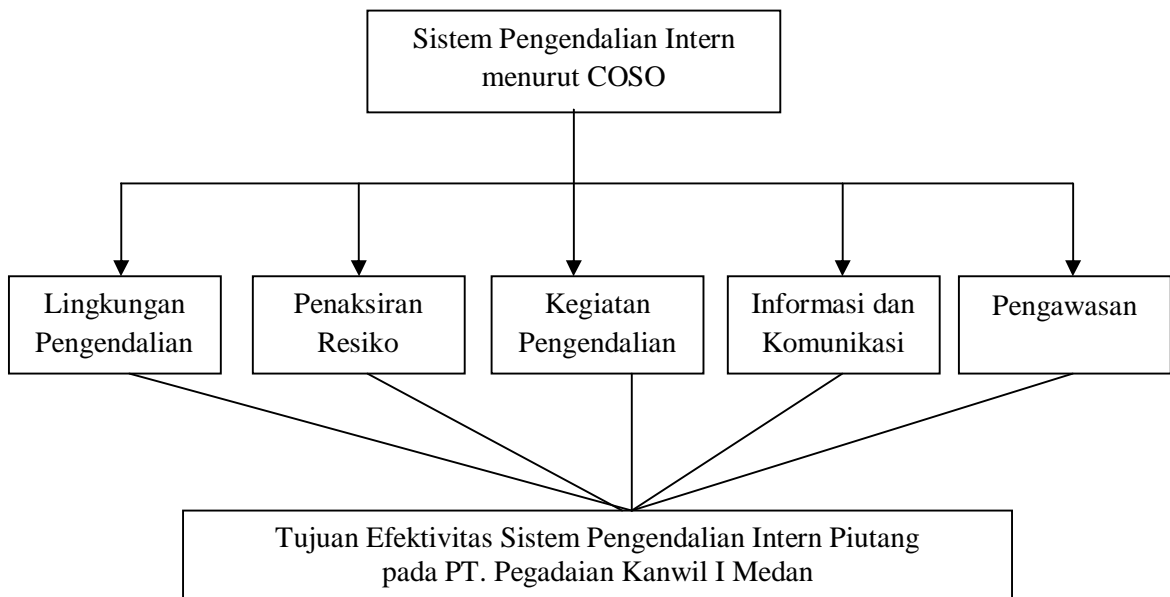 Sistem Pengendalian Intern
menurut COSO
Lingkungan
Pengendalian
Penaksiran
Resiko
Kegiatan
Pengendalian
Informasi dan
Komunikasi
Pengawasan
Tujuan Efektivitas Sistem Pengendalian Intern Piutang
pada PT. Pegadaian Kanwil I Medan